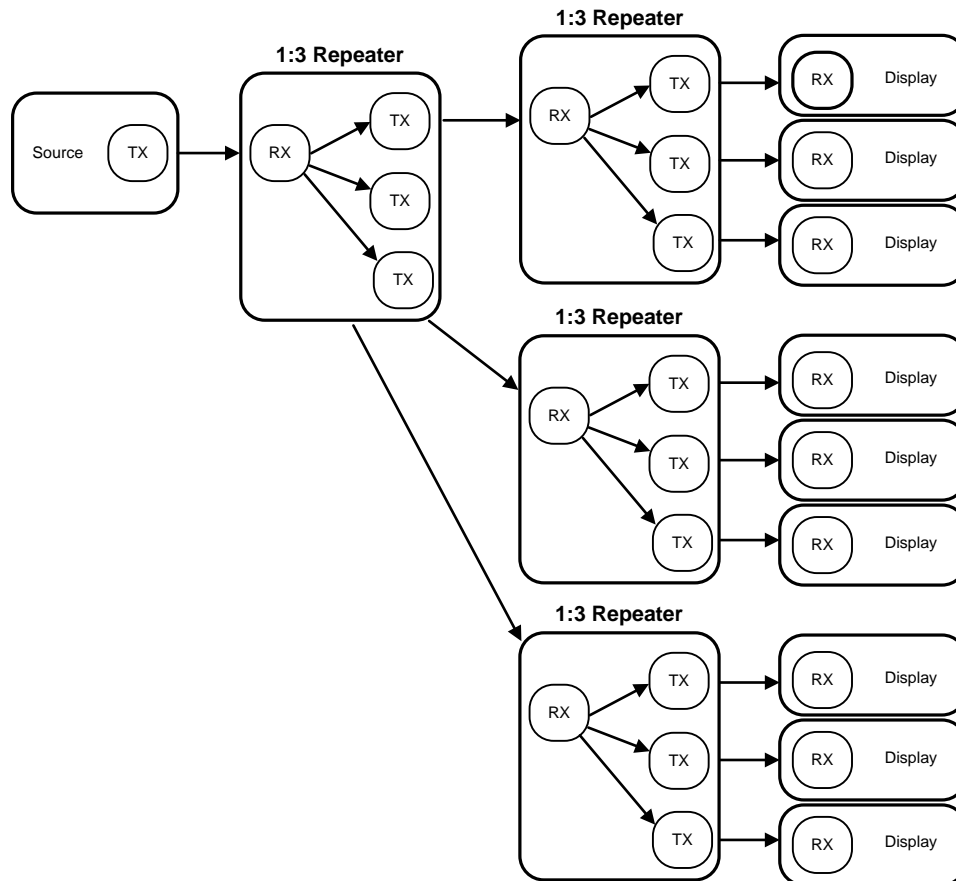 Source
TX
1:3 Repeater
RX
TX
TX
TX
1:3 Repeater
RX
TX
TX
TX
RX Display
RX Display
RX Display
1:3 Repeater
RX
TX
TX
TX
RX Display
RX Display
RX Display
1:3 Repeater
RX
TX
TX
TX
RX Display
RX Display
RX Display